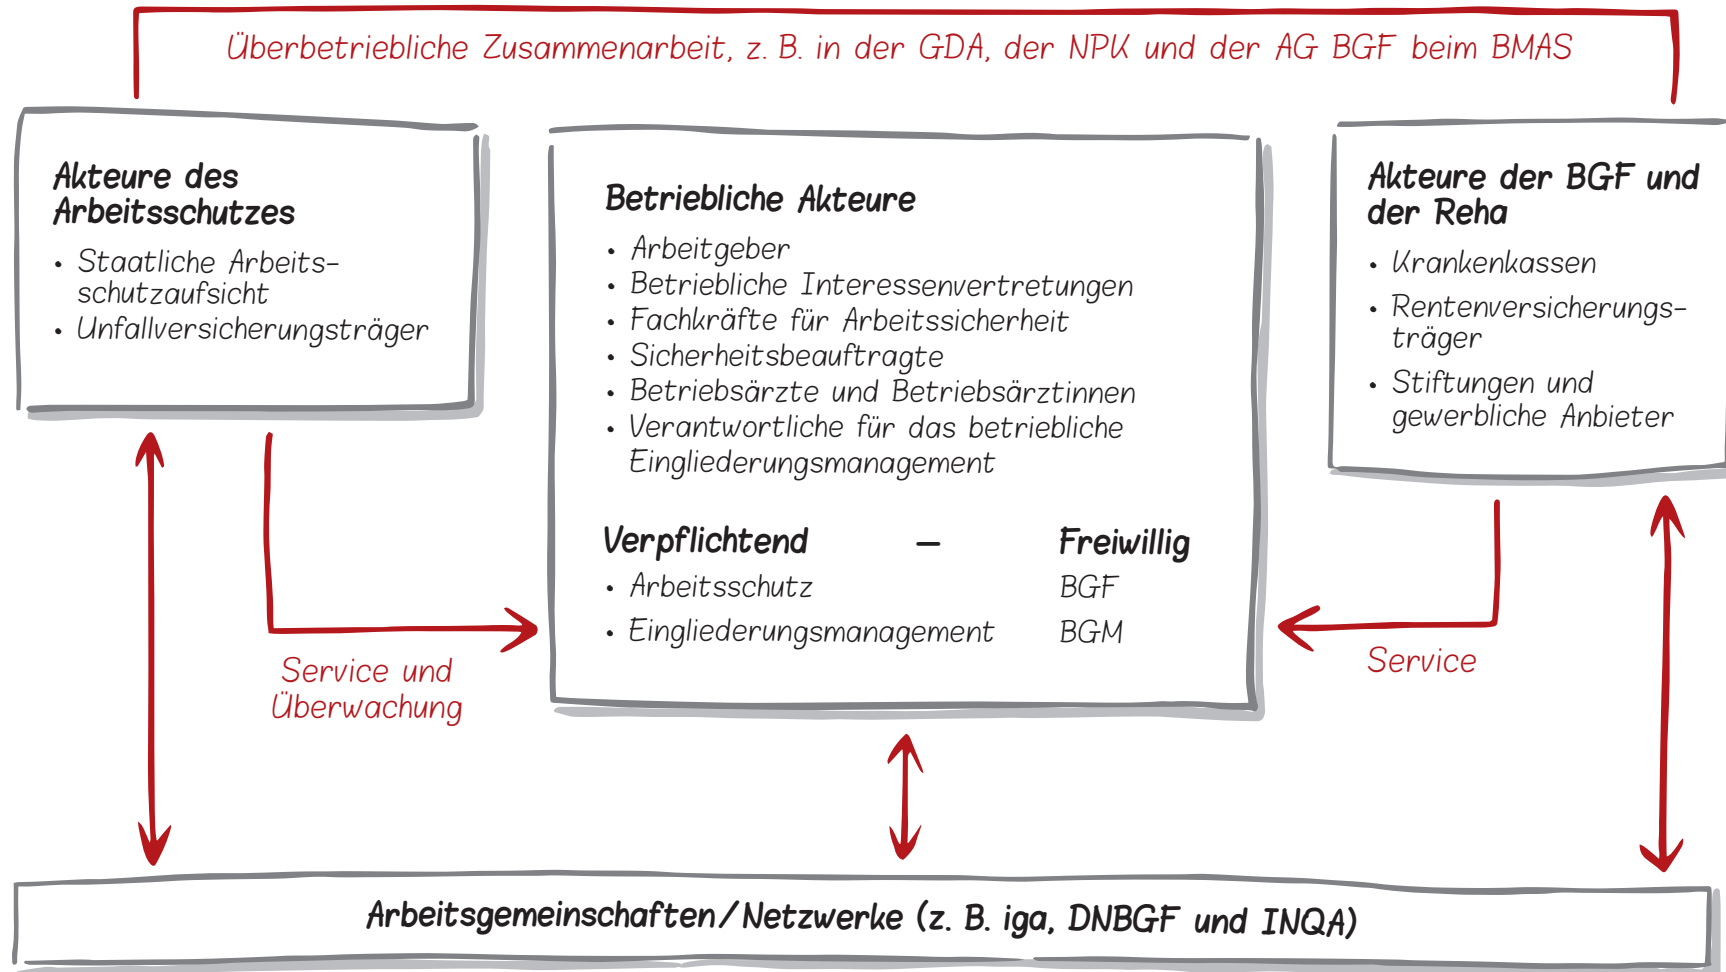 Überbetriebliche Zusammenarbeit, z. B. in der GDA, der NPK und der AG BGF beim BMAS
Akteure des
Arbeitsschutzes
• Staatliche Arbeits-
schutzaufsicht
• Unfallversicherungsträger
Betriebliche Akteure
• Arbeitgeber
• Betriebliche Interessenvertretungen
• Fachkräfte für Arbeitssicherheit
• Sicherheitsbeauftragte
• Betriebsärzte und Betriebsärztinnen
• Verantwortliche für das betriebliche
Eingliederungsmanagement
Verpflichtend – Freiwillig
• Arbeitsschutz BGF
• Eingliederungsmanagement BGM
Akteure der BGF und
der Reha
• Krankenkassen
• Rentenversicherungs-
träger
• Stiftungen und
gewerbliche Anbieter
Service und
Überwachung
Service
Arbeitsgemeinschaften/Netzwerke (z. B. iga, DNBGF und INQA)